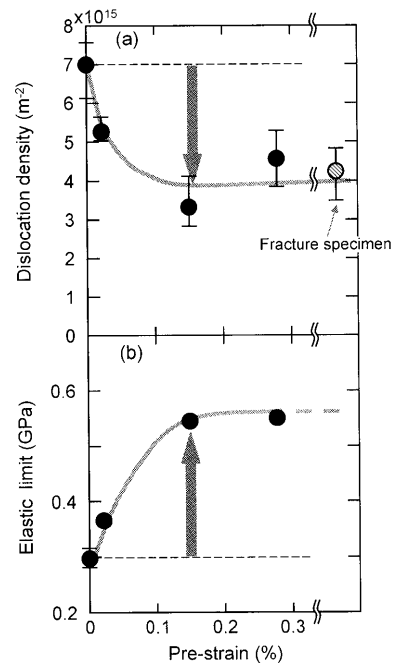 8×10¹⁵
(a)
7
6
5
4
3
2
1
0
Dislocation density (m⁻²)
Fracture specimen
(b)
0.6
0.4
0.2
Elastic limit (GPa)
0 0.1 0.2 0.3
Pre-strain (%)